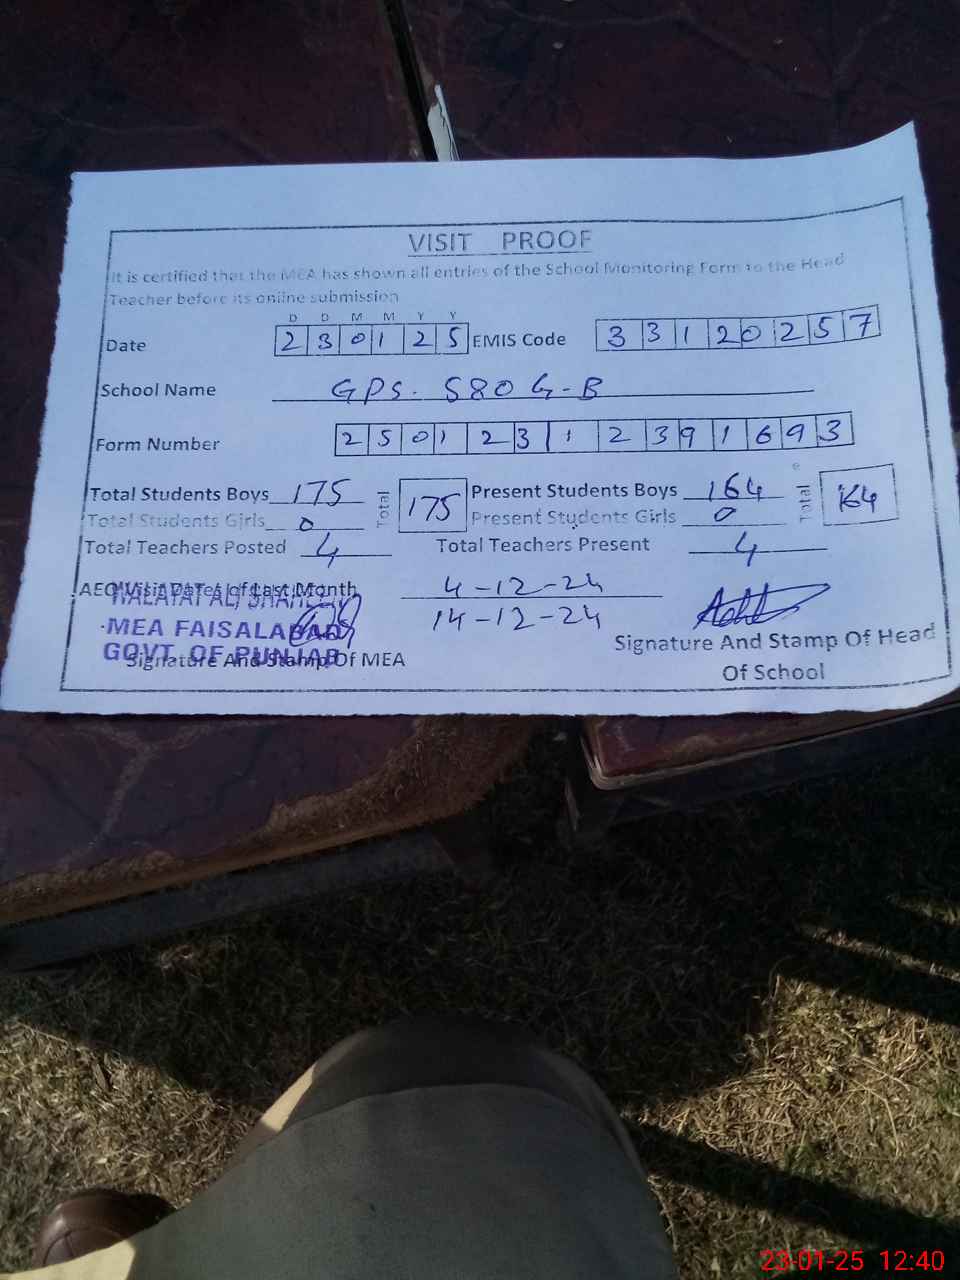 VISIT PROOF
It is certified that the MEA has shown all entries of the School Monitoring Form to the Head
Teacher before its online submission
D D M M Y Y
Date 2 3 0 1 2 5 EMIS Code 3 3 1 2 0 2 5 7
School Name GPS. 580 G-B
Form Number 2 5 0 1 2 3 1 2 3 9 1 6 9 3
Total Students Boys 175 Total 175 Present Students Boys 164 Total 164
Total Students Girls 0 Present Students Girls 0
Total Teachers Posted 4 Total Teachers Present 4
AEO Visit Dates of Last Month 4-12-24
14-12-24
ALI
MEA FAISALABAD
GOVT. OF PUNJAB
Signature And Stamp Of MEA
Signature And Stamp Of Head
Of School
23-01-25 12:40